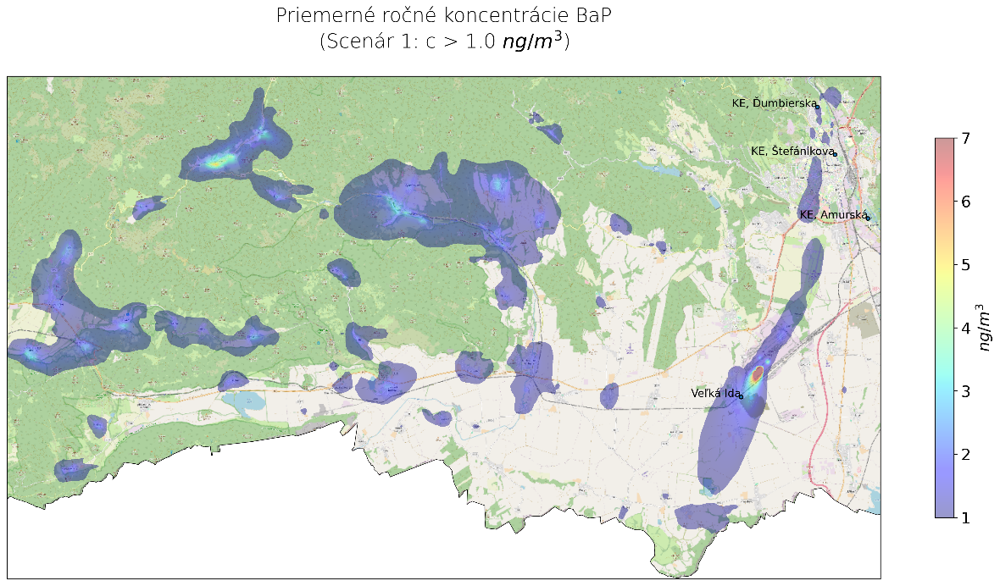 Priemerné ročné koncentrácie BaP
(Scenár 1: c > 1.0 ng/m³)
KE, Ďumbierska
KE, Štefánikova
KE, Amurská
Veľká Ida
7
6
5
4
3
2
1
ng/m³